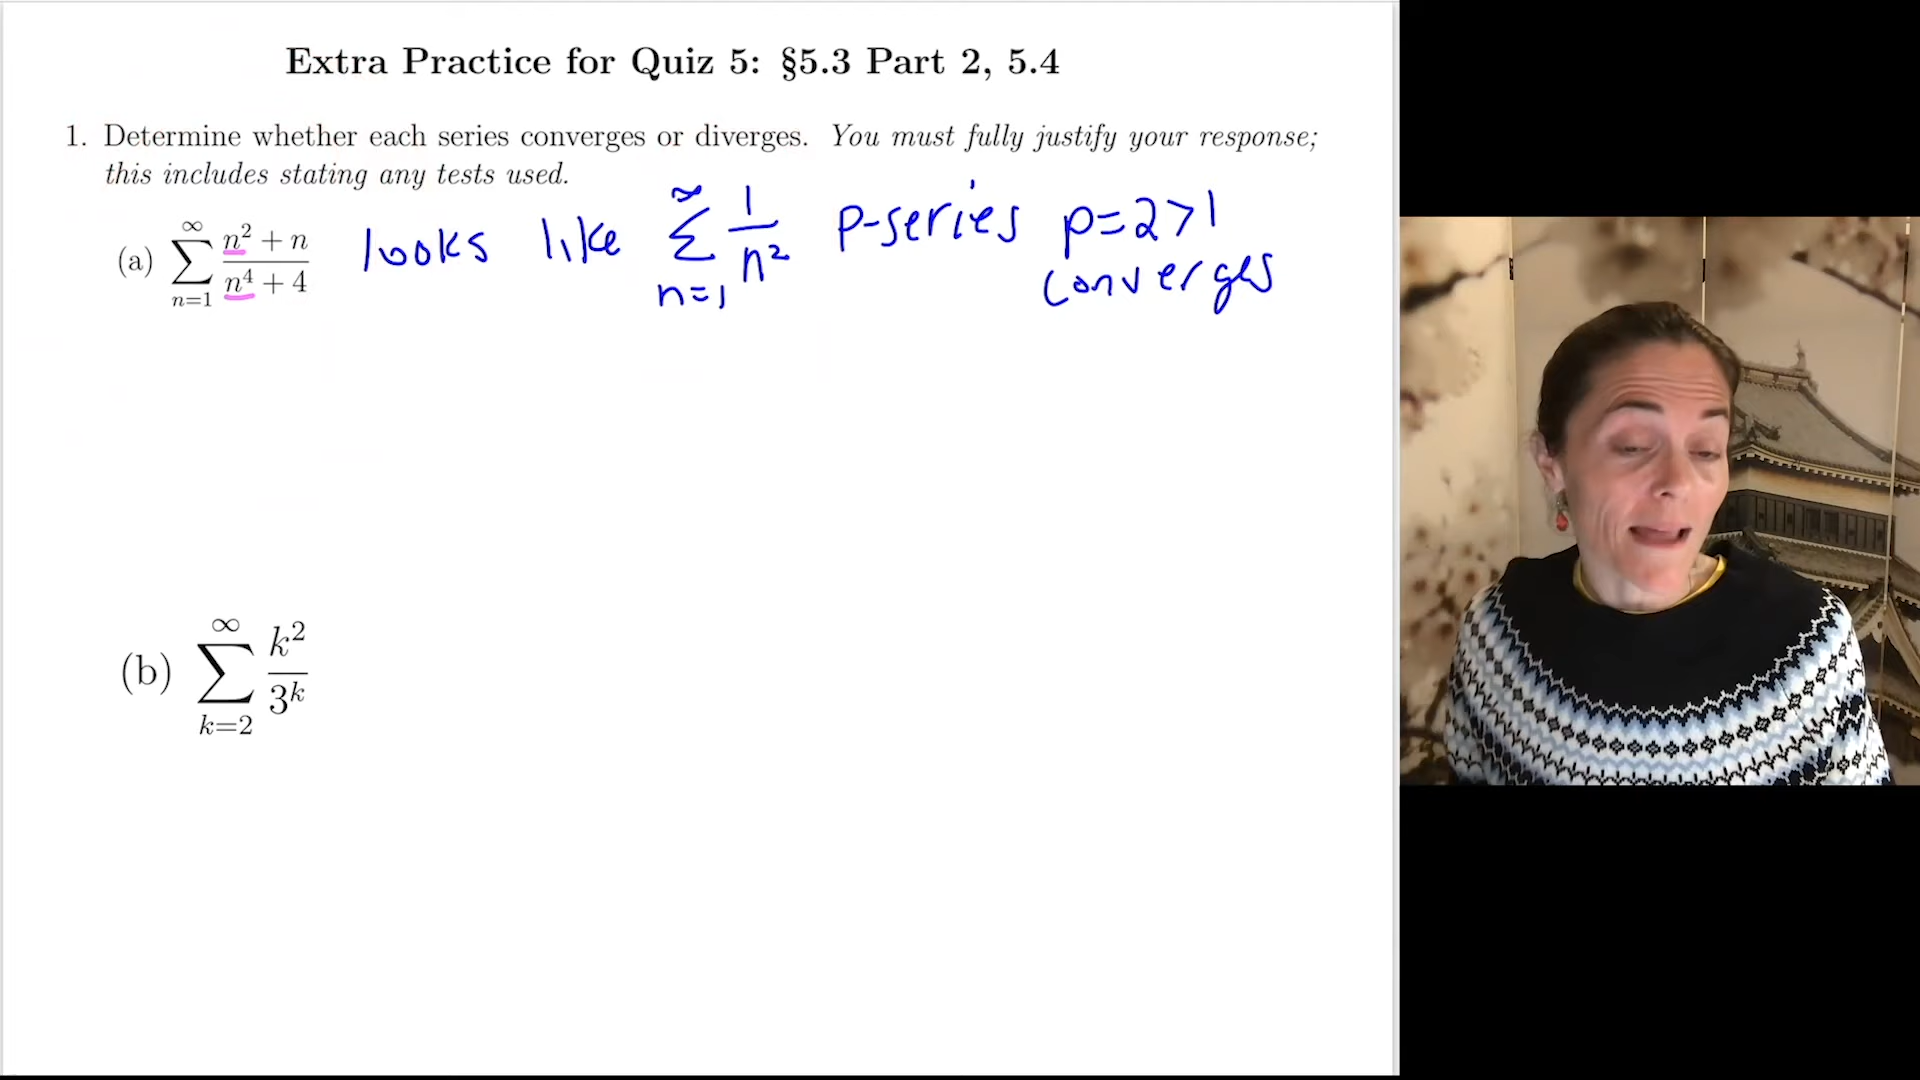 Extra Practice for Quiz 5: §5.3 Part 2, 5.4
1. Determine whether each series converges or diverges. You must fully justify your response;
this includes stating any tests used.
(a) ∑_{n=1}^{∞} (n² + n)/(n⁴ + 4) looks like ∑_{n=1}^{∞} 1/n² p-series p=2>1
converges
(b) ∑_{k=2}^{∞} k²/3ᵏ